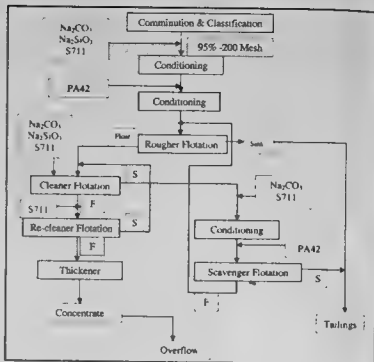 Na₂CO₃
Na₂SiO₃
S711
Comminution & Classification
95% -200 Mesh
Conditioning
PA42
Conditioning
Na₂CO₃
Na₂SiO₃
S711
Float
Rougher Flotation
Sink
S
Cleaner Flotation
Na₂CO₃
S711
S711
F
Re-cleaner Flotation
S
Conditioning
F
PA42
Thickener
Scavenger Flotation
S
F
Concentrate
Tailings
Overflow